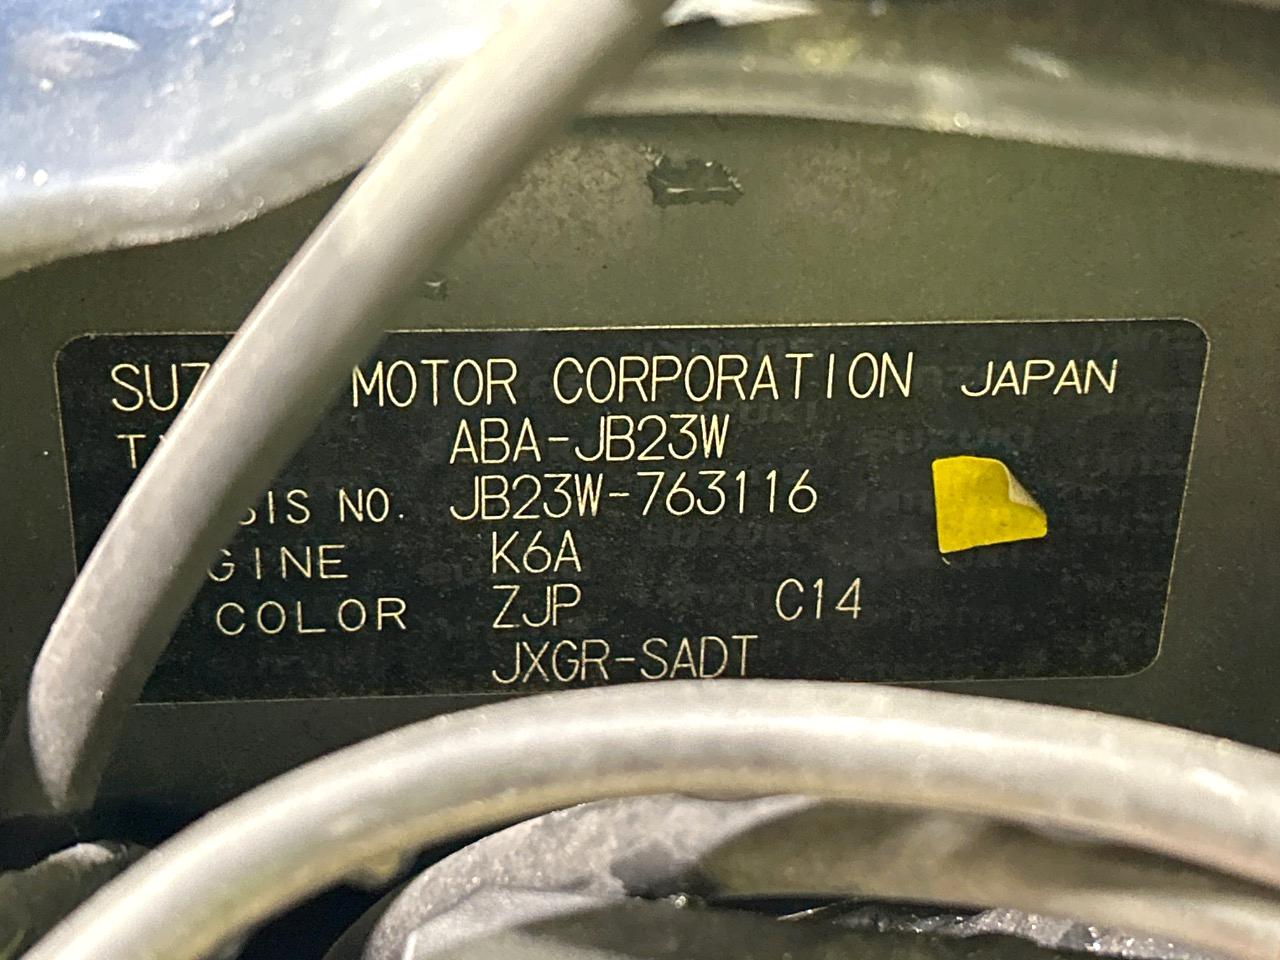 SUZ MOTOR CORPORATION JAPAN
ABA-JB23W
SIS NO. JB23W-763116
GINE K6A
COLOR ZJP C14
JXGR-SADT